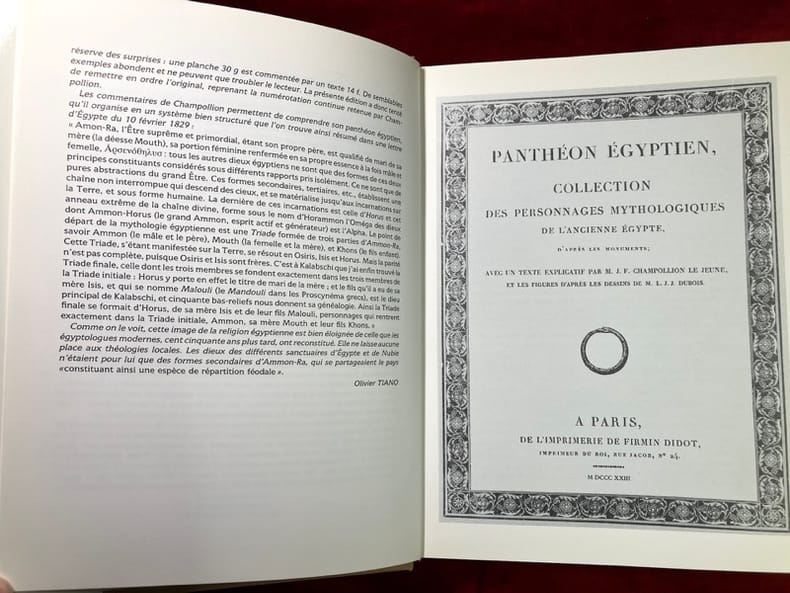 réserve des surprises : une planche 30 g est commentée par un texte 14 f. De semblables
exemples abondent et ne peuvent que troubler le lecteur. La présente édition a donc tenté
de remettre en ordre l'original, reprenant la numérotation continue retenue par Cham-
pollion.
Les commentaires de Champollion permettent de comprendre son panthéon égyptien,
qu'il organise en un système bien structuré que l'on trouve ainsi résumé dans une lettre
d'Égypte du 10 février 1829 :
« Amon-Ra, l'Être suprême et primordial, étant son propre père, est qualifié de mari de sa
mère (la déesse Mouth), sa portion féminine renfermée en sa propre essence à la fois mâle et
femelle, Ἀρσενόθηλυς : tous les autres dieux égyptiens ne sont que des formes de ces deux
principes constituants considérés sous différents rapports pris isolément. Ce ne sont que de
pures abstractions du grand Être. Ces formes secondaires, tertiaires, etc., établissent une
chaîne non interrompue qui descend des cieux, et se matérialise jusqu'aux incarnations sur
la Terre, et sous forme humaine. La dernière de ces incarnations est celle d'Horus et cet
anneau extrême de la chaîne divine, forme sous le nom d'Horammon l'Oméga des dieux
dont Ammon-Horus (le grand Ammon, esprit actif et générateur) est l'Alpha. Le point de
départ de la mythologie égyptienne est une Triade formée de trois parties d'Ammon-Ra,
savoir Ammon (le mâle et le père), Mouth (la femelle et la mère), et Khons (le fils enfant).
Cette Triade, s'étant manifestée sur la Terre, se résout en Osiris, Isis et Horus. Mais la parité
n'est pas complète, puisque Osiris et Isis sont frères. C'est à Kalabschi que j'ai enfin trouvé la
Triade finale, celle dont les trois membres se fondent exactement dans les trois membres de
la Triade initiale : Horus y porte en effet le titre de mari de la mère ; et le fils qu'il a eu de sa
mère Isis, et qui se nomme Malouli (le Mandouli dans les Proscynéma grecs), est le dieu
principal de Kalabschi, et cinquante bas-reliefs nous donnent sa généalogie. Ainsi la Triade
finale se formait d'Horus, de sa mère Isis et de leur fils Malouli, personnages qui rentrent
exactement dans la Triade initiale, Ammon, sa mère Mouth et leur fils Khons. »
Comme on le voit, cette image de la religion égyptienne est bien éloignée de celle que les
égyptologues modernes, cent cinquante ans plus tard, ont reconstitué. Elle ne laisse aucune
place aux théologies locales. Les dieux des différents sanctuaires d'Égypte et de Nubie
n'étaient pour lui que des formes secondaires d'Ammon-Ra, qui se partageaient le pays
«constituant ainsi une espèce de répartition féodale ».
Olivier TIANO
PANTHÉON ÉGYPTIEN,
COLLECTION
DES PERSONNAGES MYTHOLOGIQUES
DE L'ANCIENNE ÉGYPTE,
D'APRÈS LES MONUMENTS;
AVEC UN TEXTE EXPLICATIF PAR M. J. F. CHAMPOLLION LE JEUNE,
ET LES FIGURES D'APRÈS LES DESSINS DE M. L. J. J. DUBOIS.
A PARIS,
DE L'IMPRIMERIE DE FIRMIN DIDOT,
IMPRIMEUR DU ROI, RUE JACOB, Nº 24.
M DCCC XXIII